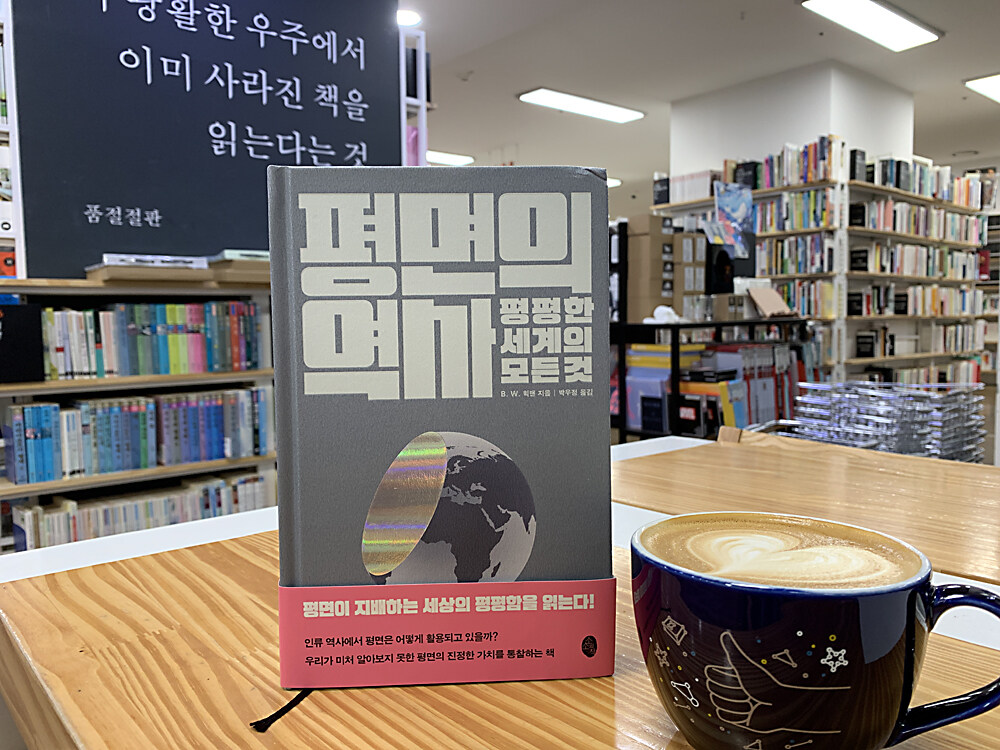 광활한 우주에서
이미 사라진 책을
읽는다는 것
품절절판
평면의
역사
평평한
세계의
모든것
B. W. 힉맨 지음 | 박우정 옮김
평면이 지배하는 세상의 평평함을 읽는다!
인류 역사에서 평면은 어떻게 활용되고 있을까?
우리가 미처 알아보지 못한 평면의 진정한 가치를 통찰하는 책